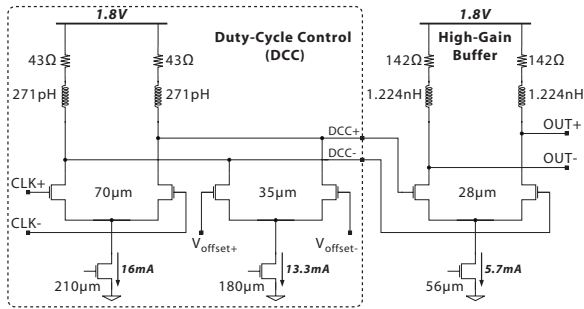 1.8V
1.8V
Duty-Cycle Control
(DCC)
High-Gain
Buffer
43Ω
43Ω
142Ω
142Ω
271pH
271pH
1.224nH
1.224nH
DCC+
OUT+
DCC-
OUT-
CLK+
70μm
35μm
28μm
CLK-
Voffset+
Voffset-
16mA
13.3mA
5.7mA
210μm
180μm
56μm